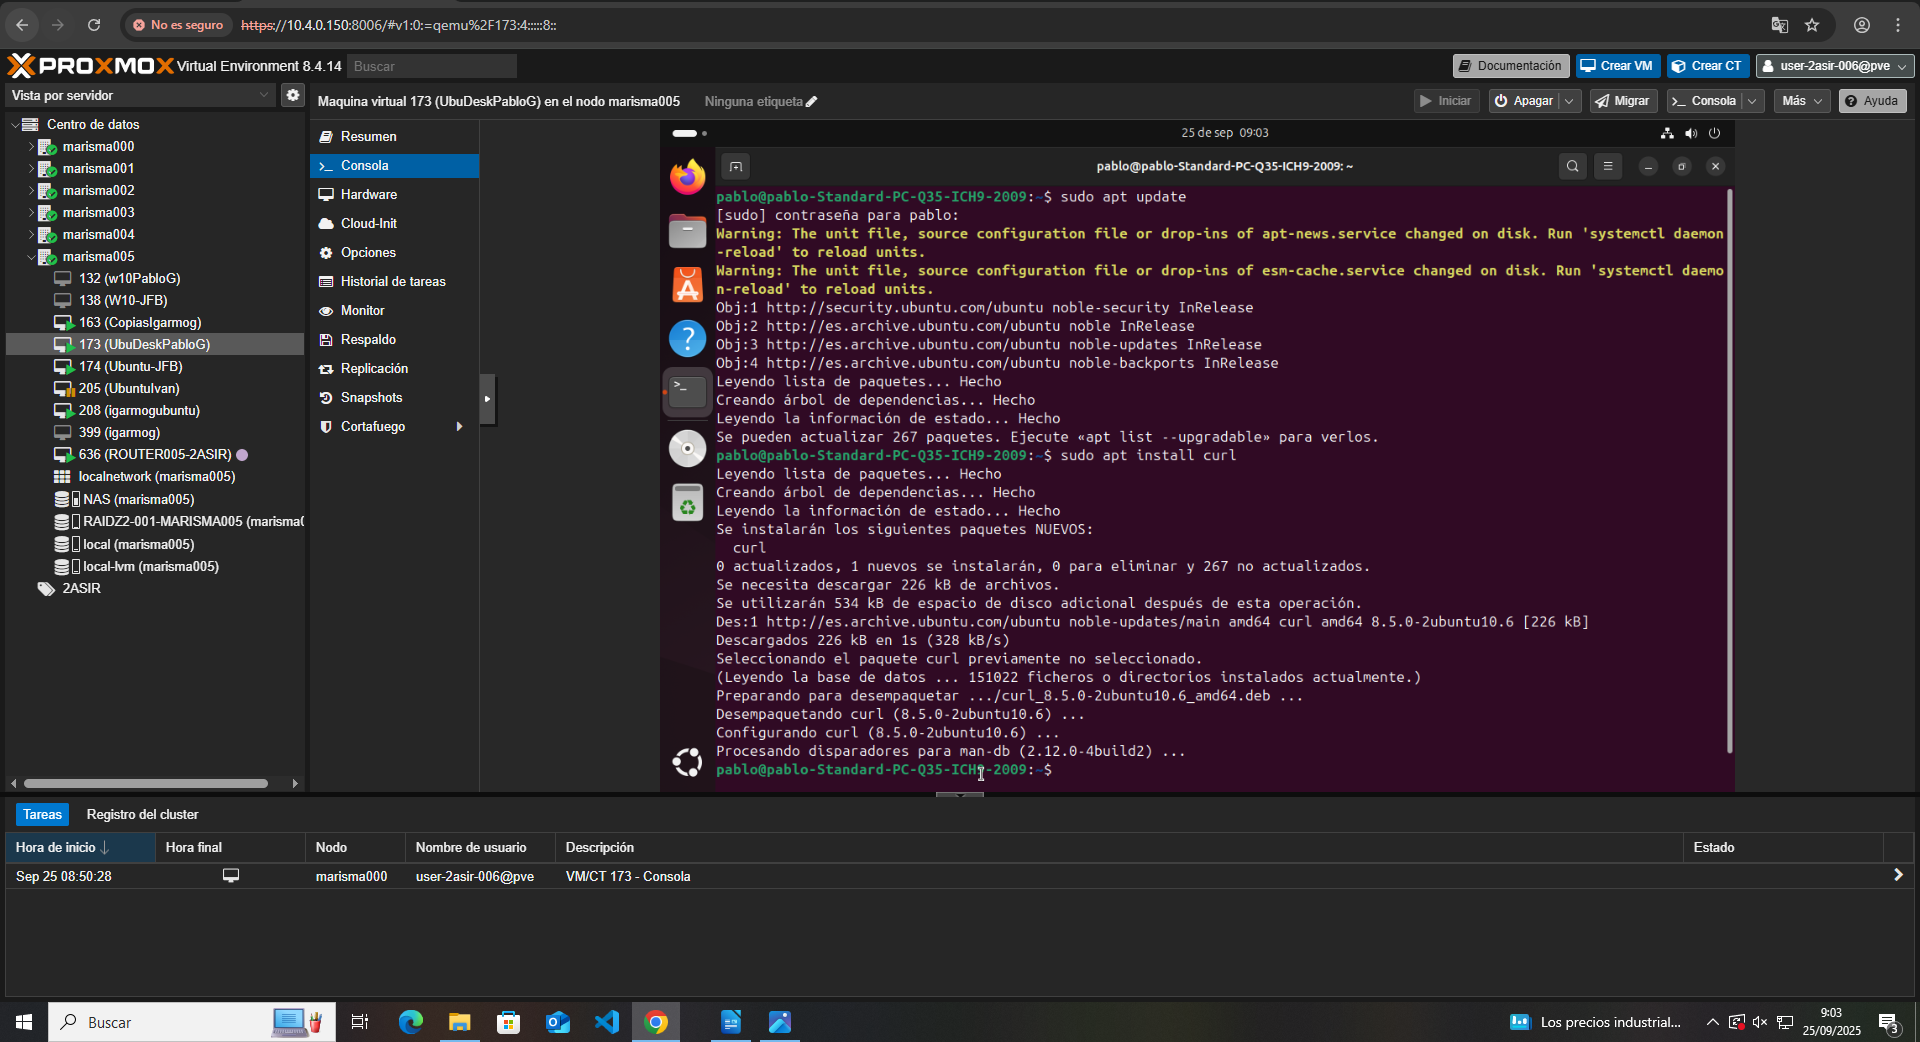 No es seguro
https://10.4.0.150:8006/#v1:0:=qemu%2F173:4:::::8::
PROXMOX Virtual Environment 8.4.14
Buscar
Documentación
Crear VM
Crear CT
user-2asir-006@pve
Vista por servidor
Maquina virtual 173 (UbuDeskPabloG) en el nodo marisma005
Ninguna etiqueta
Iniciar
Apagar
Migrar
Consola
Más
Ayuda
Centro de datos
marisma000
marisma001
marisma002
marisma003
marisma004
marisma005
132 (w10PabloG)
138 (W10-JFB)
163 (CopiasIgarmog)
173 (UbuDeskPabloG)
174 (Ubuntu-JFB)
205 (UbuntuIvan)
208 (igarmogubuntu)
399 (igarmog)
636 (ROUTER005-2ASIR)
localnetwork (marisma005)
NAS (marisma005)
RAIDZ2-001-MARISMA005 (marisma0
local (marisma005)
local-lvm (marisma005)
2ASIR
Resumen
Consola
Hardware
Cloud-Init
Opciones
Historial de tareas
Monitor
Respaldo
Replicación
Snapshots
Cortafuego
25 de sep 09:03
pablo@pablo-Standard-PC-Q35-ICH9-2009: ~
pablo@pablo-Standard-PC-Q35-ICH9-2009:~$ sudo apt update
[sudo] contraseña para pablo:
Warning: The unit file, source configuration file or drop-ins of apt-news.service changed on disk. Run 'systemctl daemon
-reload' to reload units.
Warning: The unit file, source configuration file or drop-ins of esm-cache.service changed on disk. Run 'systemctl daemo
n-reload' to reload units.
Obj:1 http://security.ubuntu.com/ubuntu noble-security InRelease
Obj:2 http://es.archive.ubuntu.com/ubuntu noble InRelease
Obj:3 http://es.archive.ubuntu.com/ubuntu noble-updates InRelease
Obj:4 http://es.archive.ubuntu.com/ubuntu noble-backports InRelease
Leyendo lista de paquetes... Hecho
Creando árbol de dependencias... Hecho
Leyendo la información de estado... Hecho
Se pueden actualizar 267 paquetes. Ejecute «apt list --upgradable» para verlos.
pablo@pablo-Standard-PC-Q35-ICH9-2009:~$ sudo apt install curl
Leyendo lista de paquetes... Hecho
Creando árbol de dependencias... Hecho
Leyendo la información de estado... Hecho
Se instalarán los siguientes paquetes NUEVOS:
curl
0 actualizados, 1 nuevos se instalarán, 0 para eliminar y 267 no actualizados.
Se necesita descargar 226 kB de archivos.
Se utilizarán 534 kB de espacio de disco adicional después de esta operación.
Des:1 http://es.archive.ubuntu.com/ubuntu noble-updates/main amd64 curl amd64 8.5.0-2ubuntu10.6 [226 kB]
Descargados 226 kB en 1s (328 kB/s)
Seleccionando el paquete curl previamente no seleccionado.
(Leyendo la base de datos ... 151022 ficheros o directorios instalados actualmente.)
Preparando para desempaquetar .../curl_8.5.0-2ubuntu10.6_amd64.deb ...
Desempaquetando curl (8.5.0-2ubuntu10.6) ...
Configurando curl (8.5.0-2ubuntu10.6) ...
Procesando disparadores para man-db (2.12.0-4build2) ...
pablo@pablo-Standard-PC-Q35-ICH9-2009:~$
Tareas
Registro del cluster
Hora de inicio
Hora final
Nodo
Nombre de usuario
Descripción
Estado
Sep 25 08:50:28
marisma000
user-2asir-006@pve
VM/CT 173 - Consola
Buscar
Los precios industrial...
9:03
25/09/2025
3